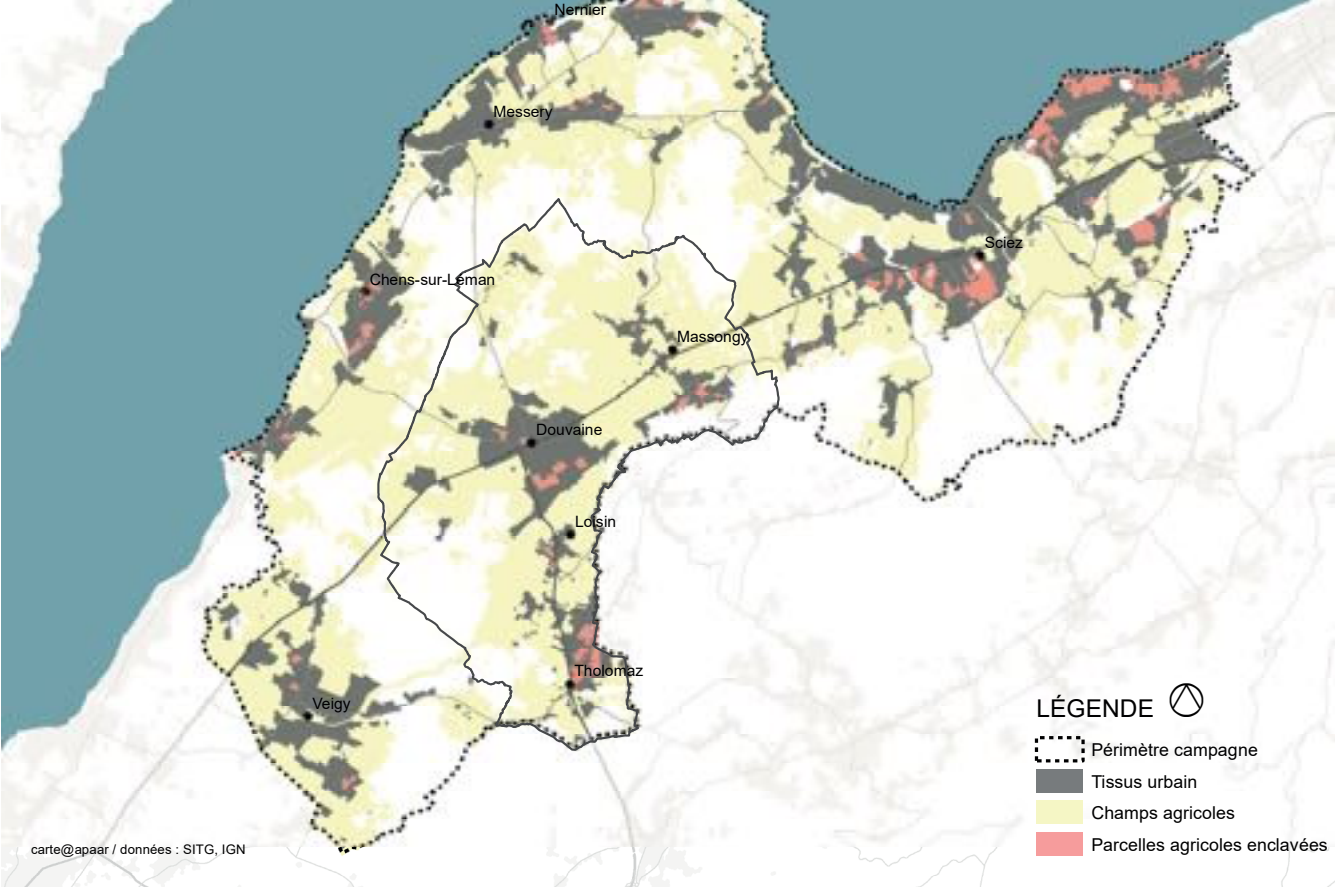 Nernier
Messery
Sciez
Chens-sur-Léman
Massongy
Douvaine
Loisin
Tholomaz
Veigy
LÉGENDE
Périmètre campagne
Tissus urbain
Champs agricoles
Parcelles agricoles enclavées
carte@apaar / données : SITG, IGN